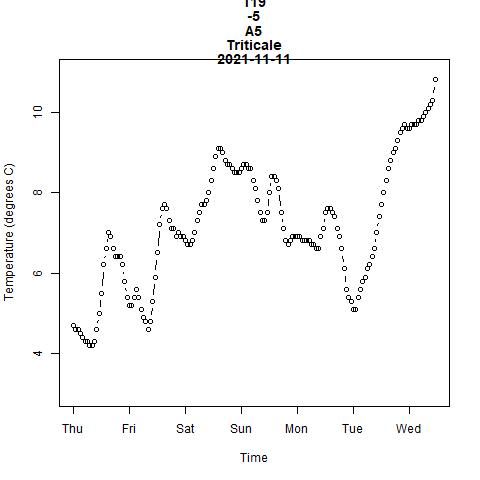 T19
-5
A5
Triticale
2021-11-11
Temperature (degrees C)
10
8
6
4
Thu Fri Sat Sun Mon Tue Wed
Time